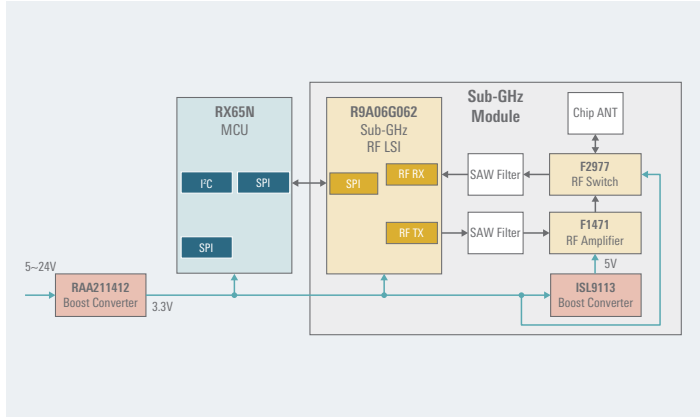 Sub-GHz
Module
RX65N
MCU
I²C
SPI
SPI
R9A06G062
Sub-GHz
RF LSI
SPI
RF RX
RF TX
SAW Filter
SAW Filter
Chip ANT
F2977
RF Switch
F1471
RF Amplifier
5V
ISL9113
Boost Converter
5~24V
RAA211412
Boost Converter
3.3V